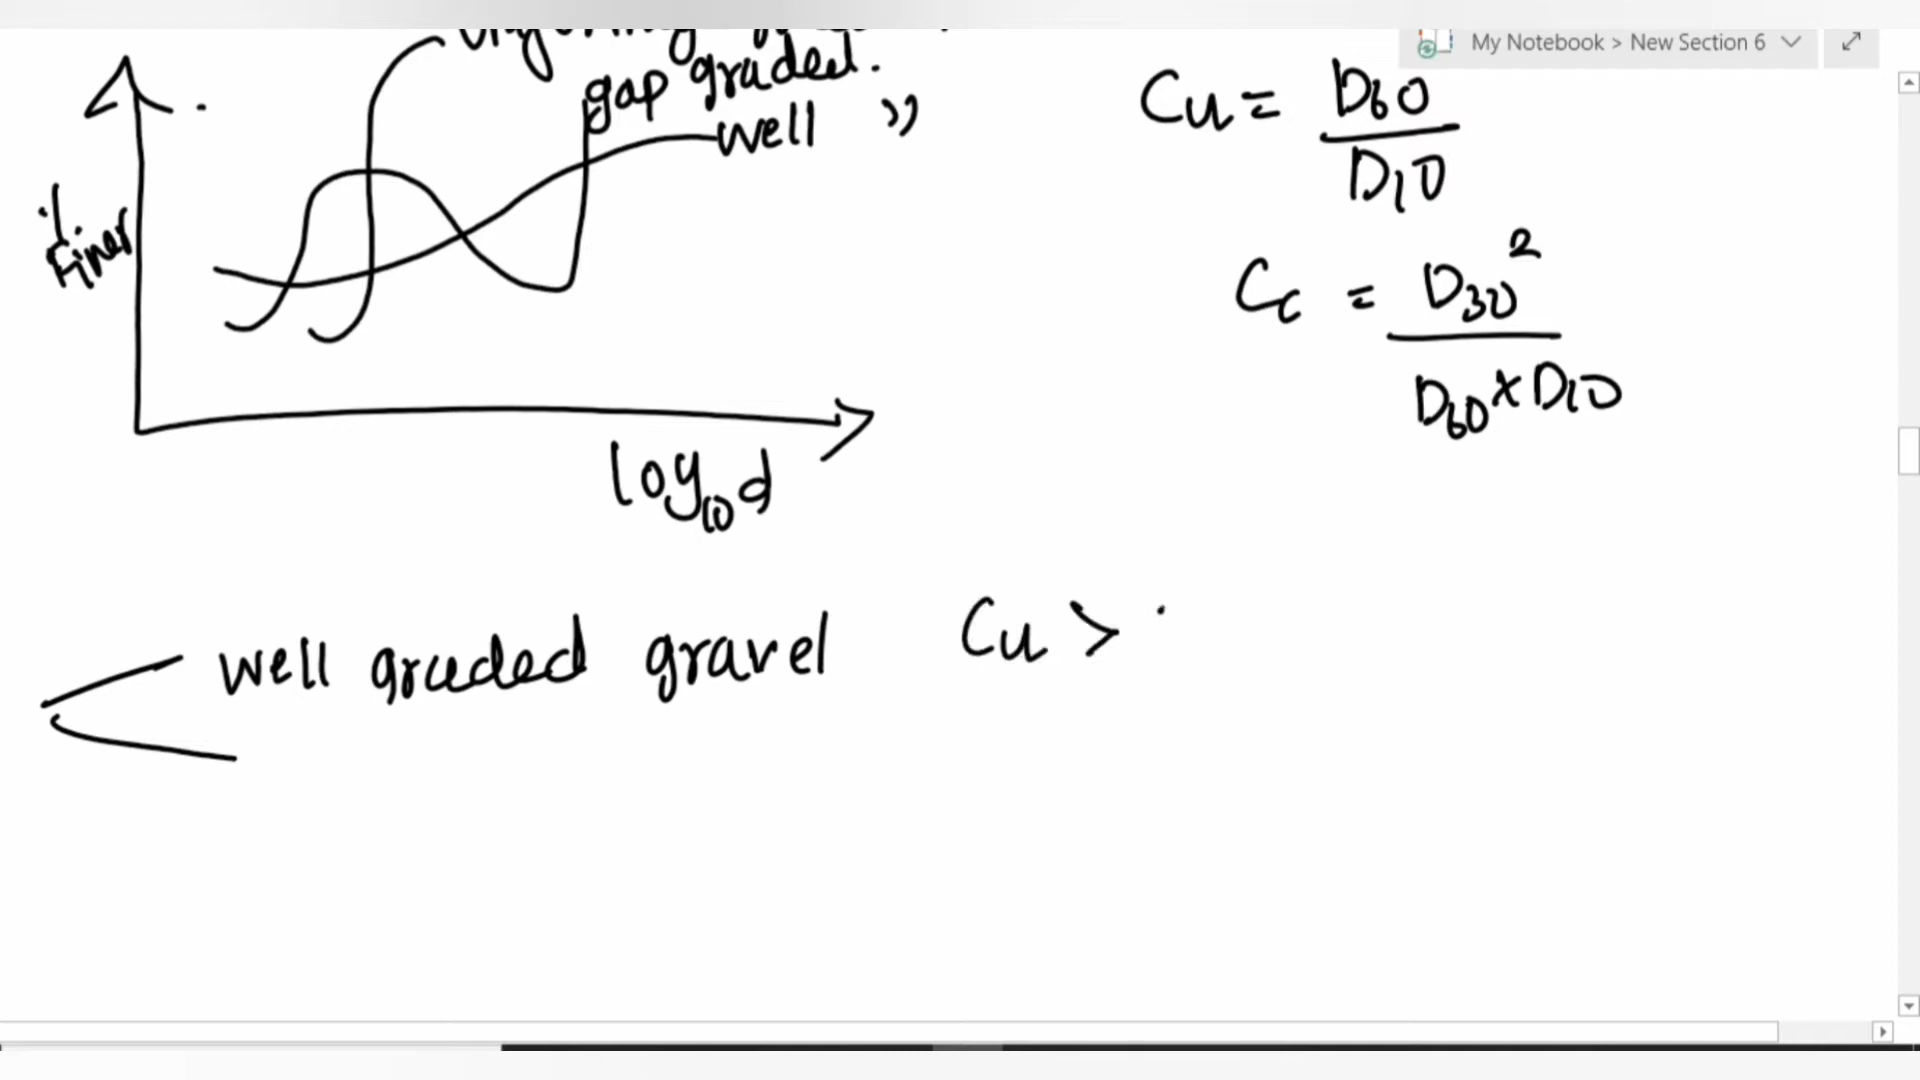 My Notebook > New Section 6
gap graded.
well "
% Finer
log10d
Cu = D60 / D10
Cc = D30² / D60 × D10
well graded gravel Cu >